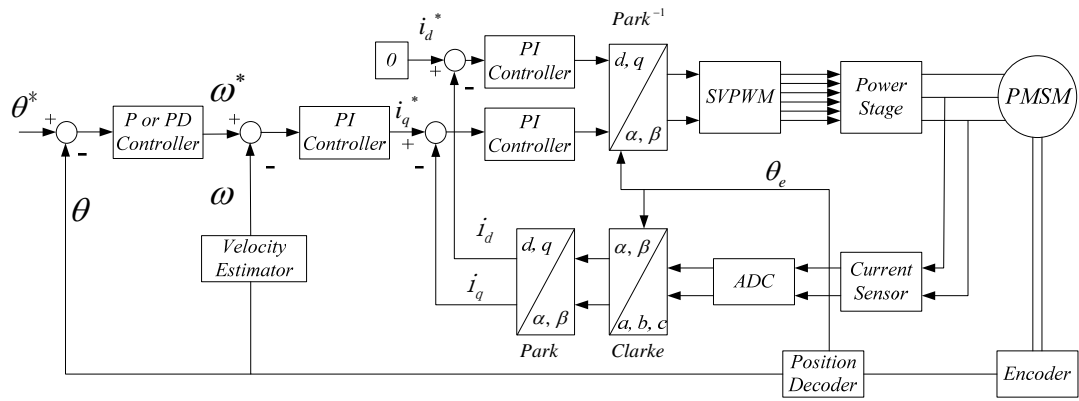 i_d^*
Park^{-1}
0
+
-
PI
Controller
d, q
α, β
SVPWM
Power
Stage
PMSM
θ*
+
-
P or PD
Controller
ω*
+
-
PI
Controller
i_q^*
+
-
PI
Controller
θ_e
θ
ω
Velocity
Estimator
i_d
i_q
d, q
α, β
Park
α, β
a, b, c
Clarke
ADC
Current
Sensor
Position
Decoder
Encoder